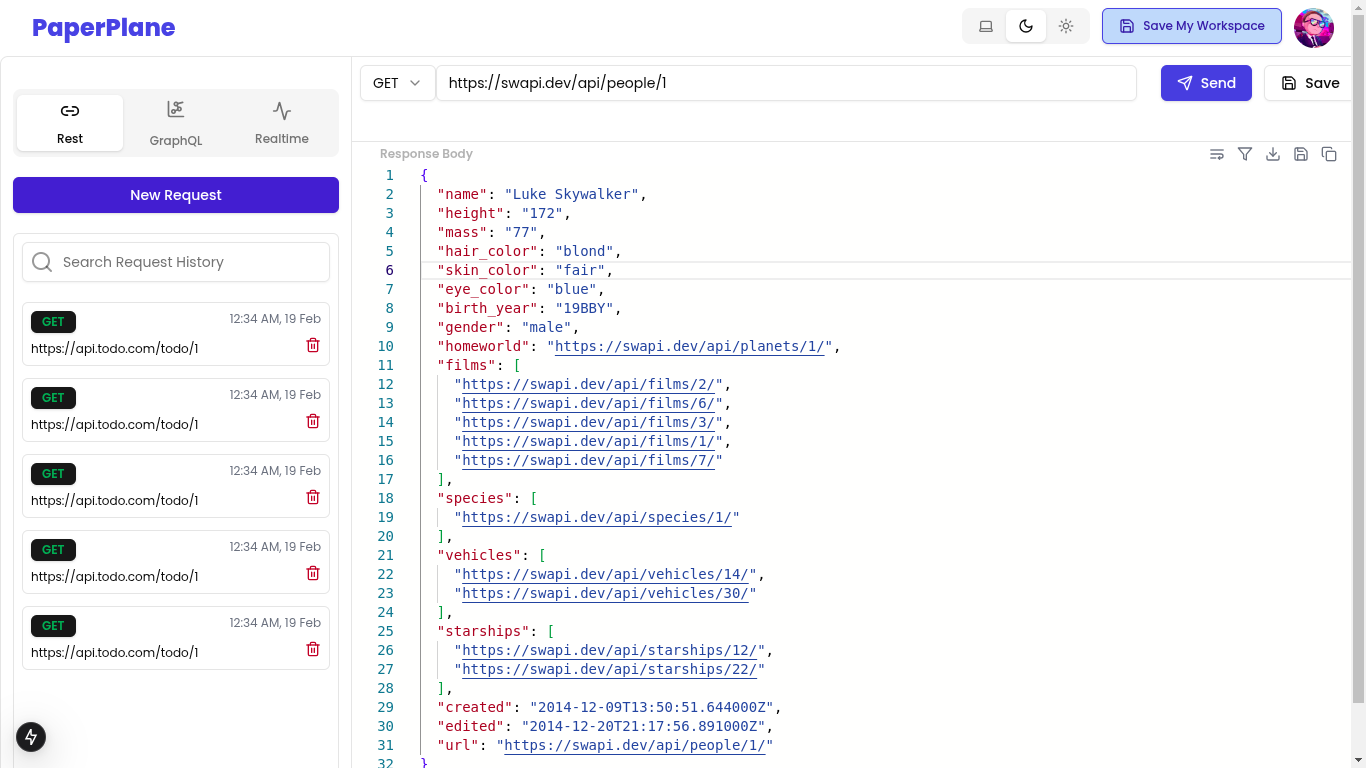 PaperPlane
Save My Workspace
Rest
GraphQL
Realtime
New Request
Search Request History
GET
12:34 AM, 19 Feb
https://api.todo.com/todo/1
GET
12:34 AM, 19 Feb
https://api.todo.com/todo/1
GET
12:34 AM, 19 Feb
https://api.todo.com/todo/1
GET
12:34 AM, 19 Feb
https://api.todo.com/todo/1
GET
12:34 AM, 19 Feb
https://api.todo.com/todo/1
GET
https://swapi.dev/api/people/1
Send
Save
Response Body
1 {
2 "name": "Luke Skywalker",
3 "height": "172",
4 "mass": "77",
5 "hair_color": "blond",
6 "skin_color": "fair",
7 "eye_color": "blue",
8 "birth_year": "19BBY",
9 "gender": "male",
10 "homeworld": "https://swapi.dev/api/planets/1/",
11 "films": [
12 "https://swapi.dev/api/films/2/",
13 "https://swapi.dev/api/films/6/",
14 "https://swapi.dev/api/films/3/",
15 "https://swapi.dev/api/films/1/",
16 "https://swapi.dev/api/films/7/"
17 ],
18 "species": [
19 "https://swapi.dev/api/species/1/"
20 ],
21 "vehicles": [
22 "https://swapi.dev/api/vehicles/14/",
23 "https://swapi.dev/api/vehicles/30/"
24 ],
25 "starships": [
26 "https://swapi.dev/api/starships/12/",
27 "https://swapi.dev/api/starships/22/"
28 ],
29 "created": "2014-12-09T13:50:51.644000Z",
30 "edited": "2014-12-20T21:17:56.891000Z",
31 "url": "https://swapi.dev/api/people/1/"
32 }